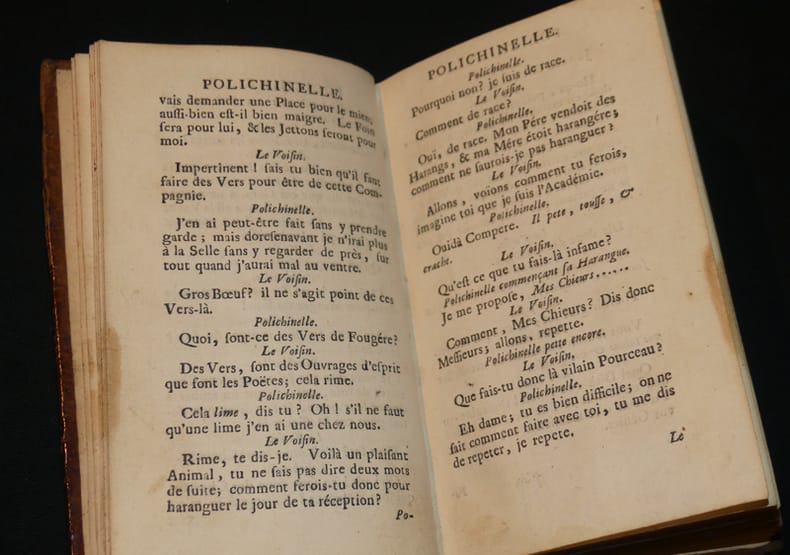 POLICHINELLE.
vais demander une Place pour le mien,
aussi-bien est-il bien maigre. Le Pain
sera pour lui, & les Jettons seront pour
moi.
Le Voisin.
Impertinent! sais tu bien qu'il faut
faire des Vers pour être de cette Com-
pagnie.
Polichinelle.
J'en ai peut-être fait sans y prendre
garde; mais doresenavant je n'irai plus
à la Selle sans y regarder de près, sur
tout quand j'aurai mal au ventre.
Le Voisin.
Gros Bœuf? il ne s'agit point de ces
Vers-là.
Polichinelle.
Quoi, sont-ce des Vers de Fougére?
Le Voisin.
Des Vers, sont des Ouvrages d'esprit
que font les Poëtes; cela rime.
Polichinelle.
Cela lime, dis tu? Oh! s'il ne faut
qu'une lime j'en ai une chez nous.
Le Voisin.
Rime, te dis-je. Voilà un plaisant
Animal, tu ne sais pas dire deux mots
de suite; comment ferois-tu donc pour
haranguer le jour de ta réception?
Po-
POLICHINELLE.
Polichinelle.
Pourquoi non? je suis de race.
Le Voisin.
Comment de race?
Polichinelle.
Oui, de race. Mon Pére vendoit des
Harangs, & ma Mére étoit harangére;
comment ne saurois-je pas haranguer?
Le Voisin.
Allons, voïons comment tu ferois,
imagine toi que je suis l'Académie.
Polichinelle.
Ouidà Compere. Il pete, tousse, &
crache.
Le Voisin.
Qu'est ce que tu fais-là infame?
Polichinelle commençant sa Harangue.
Je me propose, Mes Chieurs......
Le Voisin.
Comment, Mes Chieurs? Dis donc
Messieurs; allons, repette.
Polichinelle pette encore.
Le Voisin.
Que fais-tu donc là vilain Pourceau?
Polichinelle.
Eh dame; tu es bien difficile; on ne
sait comment faire avec toi, tu me dis
de repeter, je repete.
Le